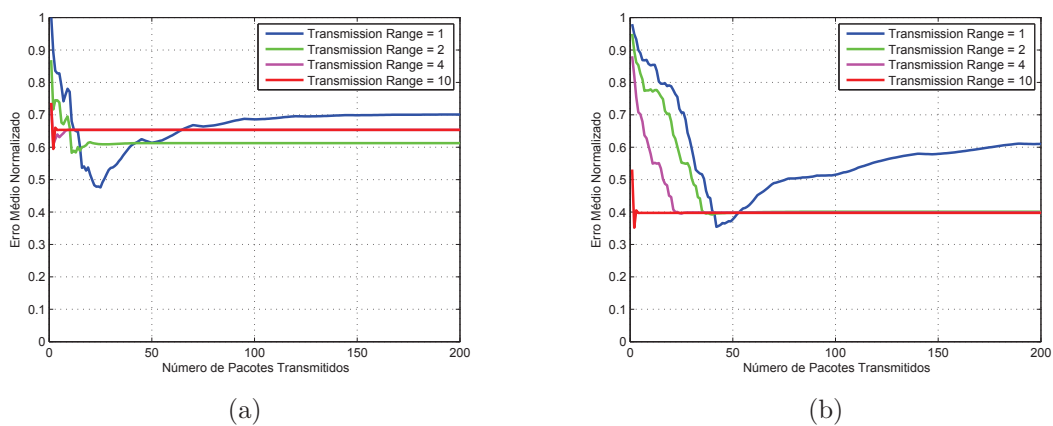 1
0.9
0.8
0.7
0.6
0.5
0.4
0.3
0.2
0.1
0
0 50 100 150 200
Erro Médio Normalizado
Número de Pacotes Transmitidos
Transmission Range = 1
Transmission Range = 2
Transmission Range = 4
Transmission Range = 10
(a)
1
0.9
0.8
0.7
0.6
0.5
0.4
0.3
0.2
0.1
0
0 50 100 150 200
Erro Médio Normalizado
Número de Pacotes Transmitidos
Transmission Range = 1
Transmission Range = 2
Transmission Range = 4
Transmission Range = 10
(b)